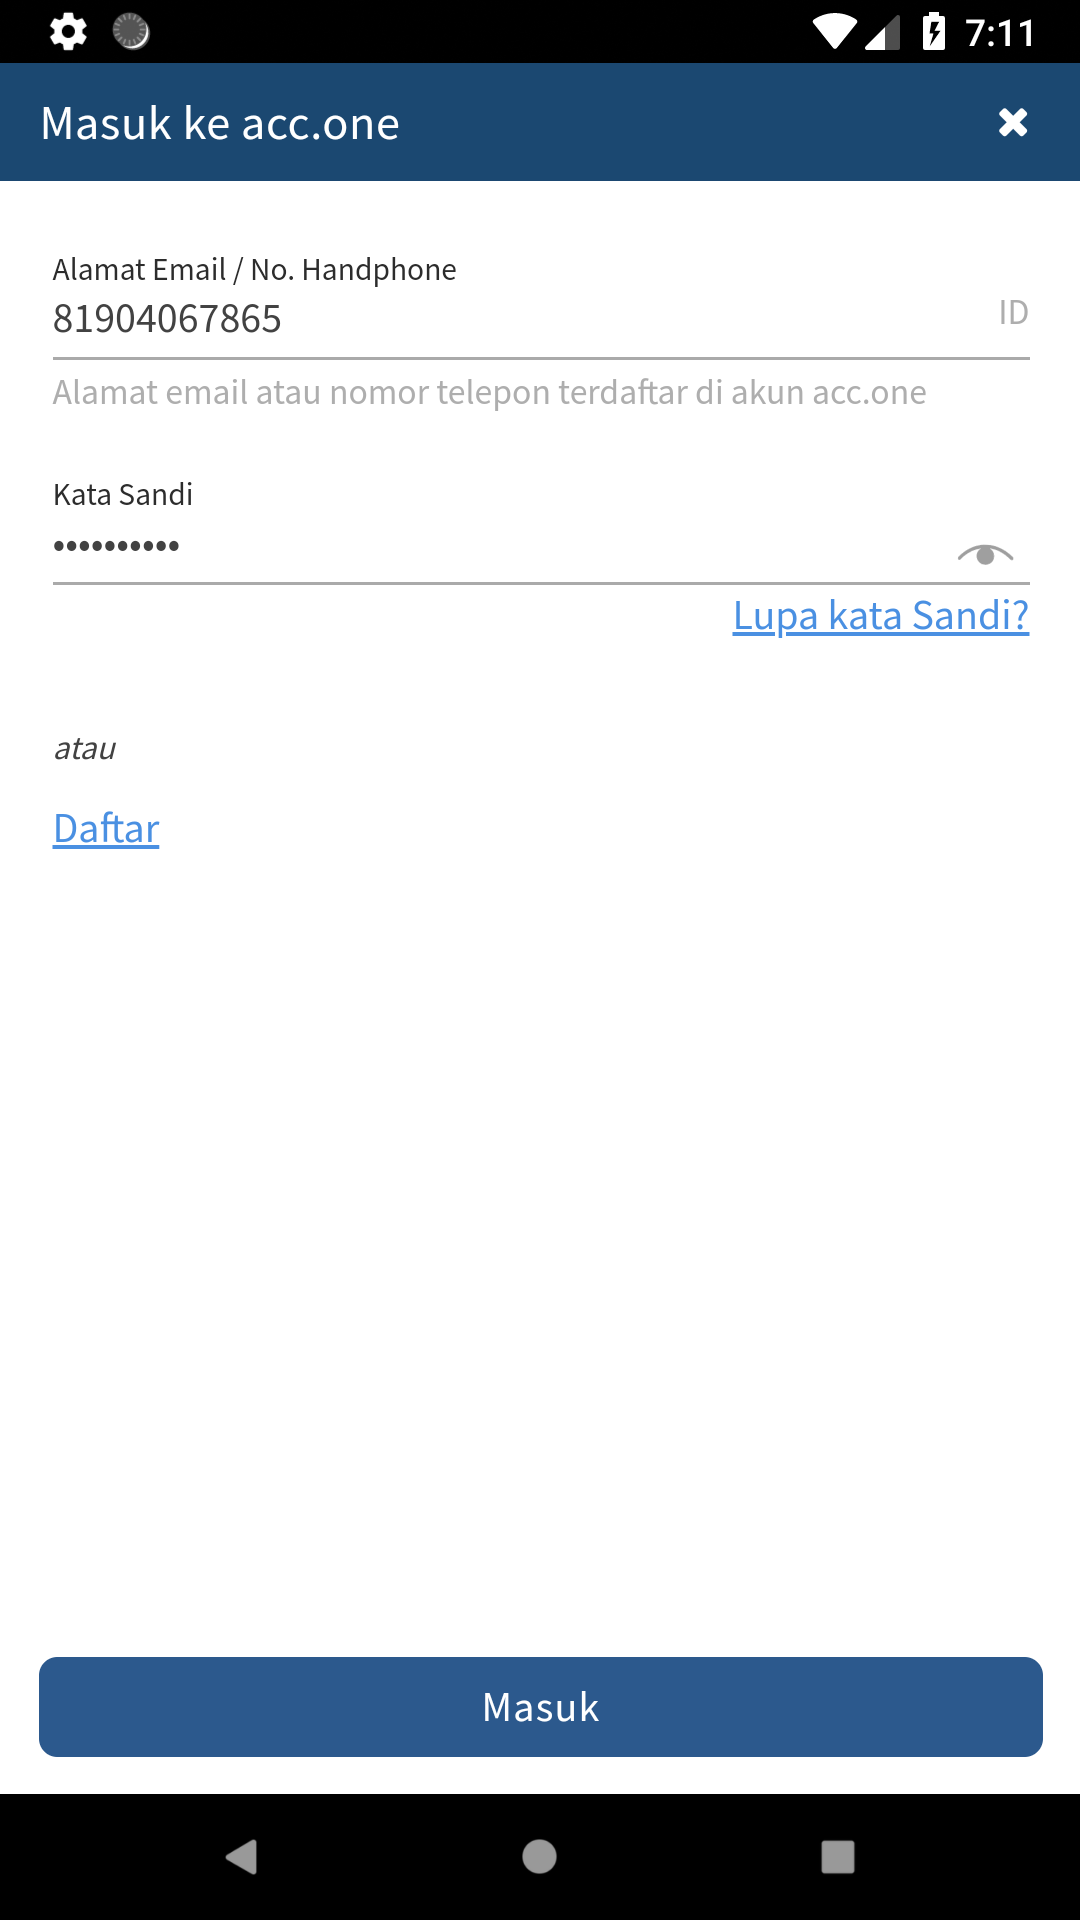 7:11
Masuk ke acc.one
Alamat Email / No. Handphone
81904067865
ID
Alamat email atau nomor telepon terdaftar di akun acc.one
Kata Sandi
••••••••••
Lupa kata Sandi?
atau
Daftar
Masuk